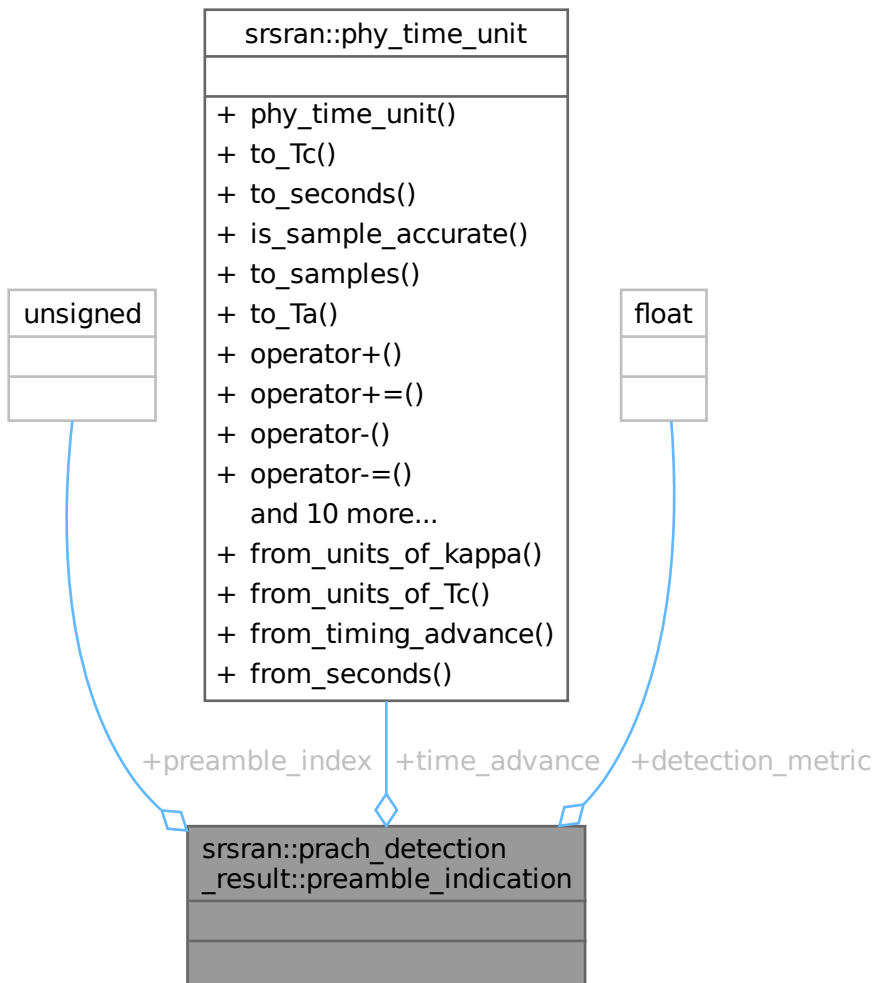 srsran::phy_time_unit
+ phy_time_unit()
+ to_Tc()
+ to_seconds()
+ is_sample_accurate()
+ to_samples()
+ to_Ta()
+ operator+()
+ operator+=()
+ operator-()
+ operator-=()
and 10 more...
+ from_units_of_kappa()
+ from_units_of_Tc()
+ from_timing_advance()
+ from_seconds()
unsigned
float
+preamble_index
+time_advance
+detection_metric
srsran::prach_detection
_result::preamble_indication